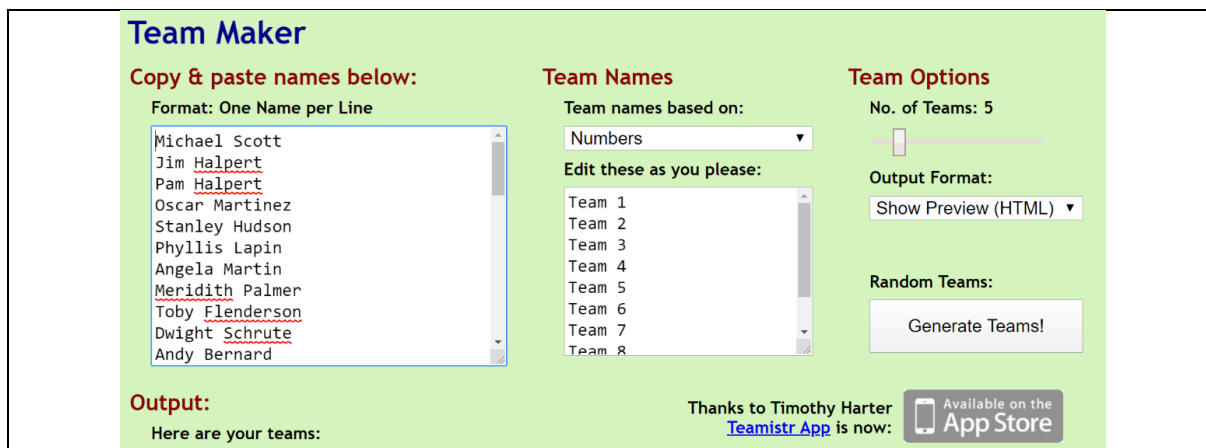 Team Maker
Copy & paste names below:
Format: One Name per Line
Michael Scott
Jim Halpert
Pam Halpert
Oscar Martinez
Stanley Hudson
Phyllis Lapin
Angela Martin
Meridith Palmer
Toby Flenderson
Dwight Schrute
Andy Bernard
Team Names
Team names based on:
Numbers
Edit these as you please:
Team 1
Team 2
Team 3
Team 4
Team 5
Team 6
Team 7
Team 8
Team Options
No. of Teams: 5
Output Format:
Show Preview (HTML)
Random Teams:
Generate Teams!
Output:
Here are your teams:
Thanks to Timothy Harter
Teamistr App is now:
Available on the
App Store